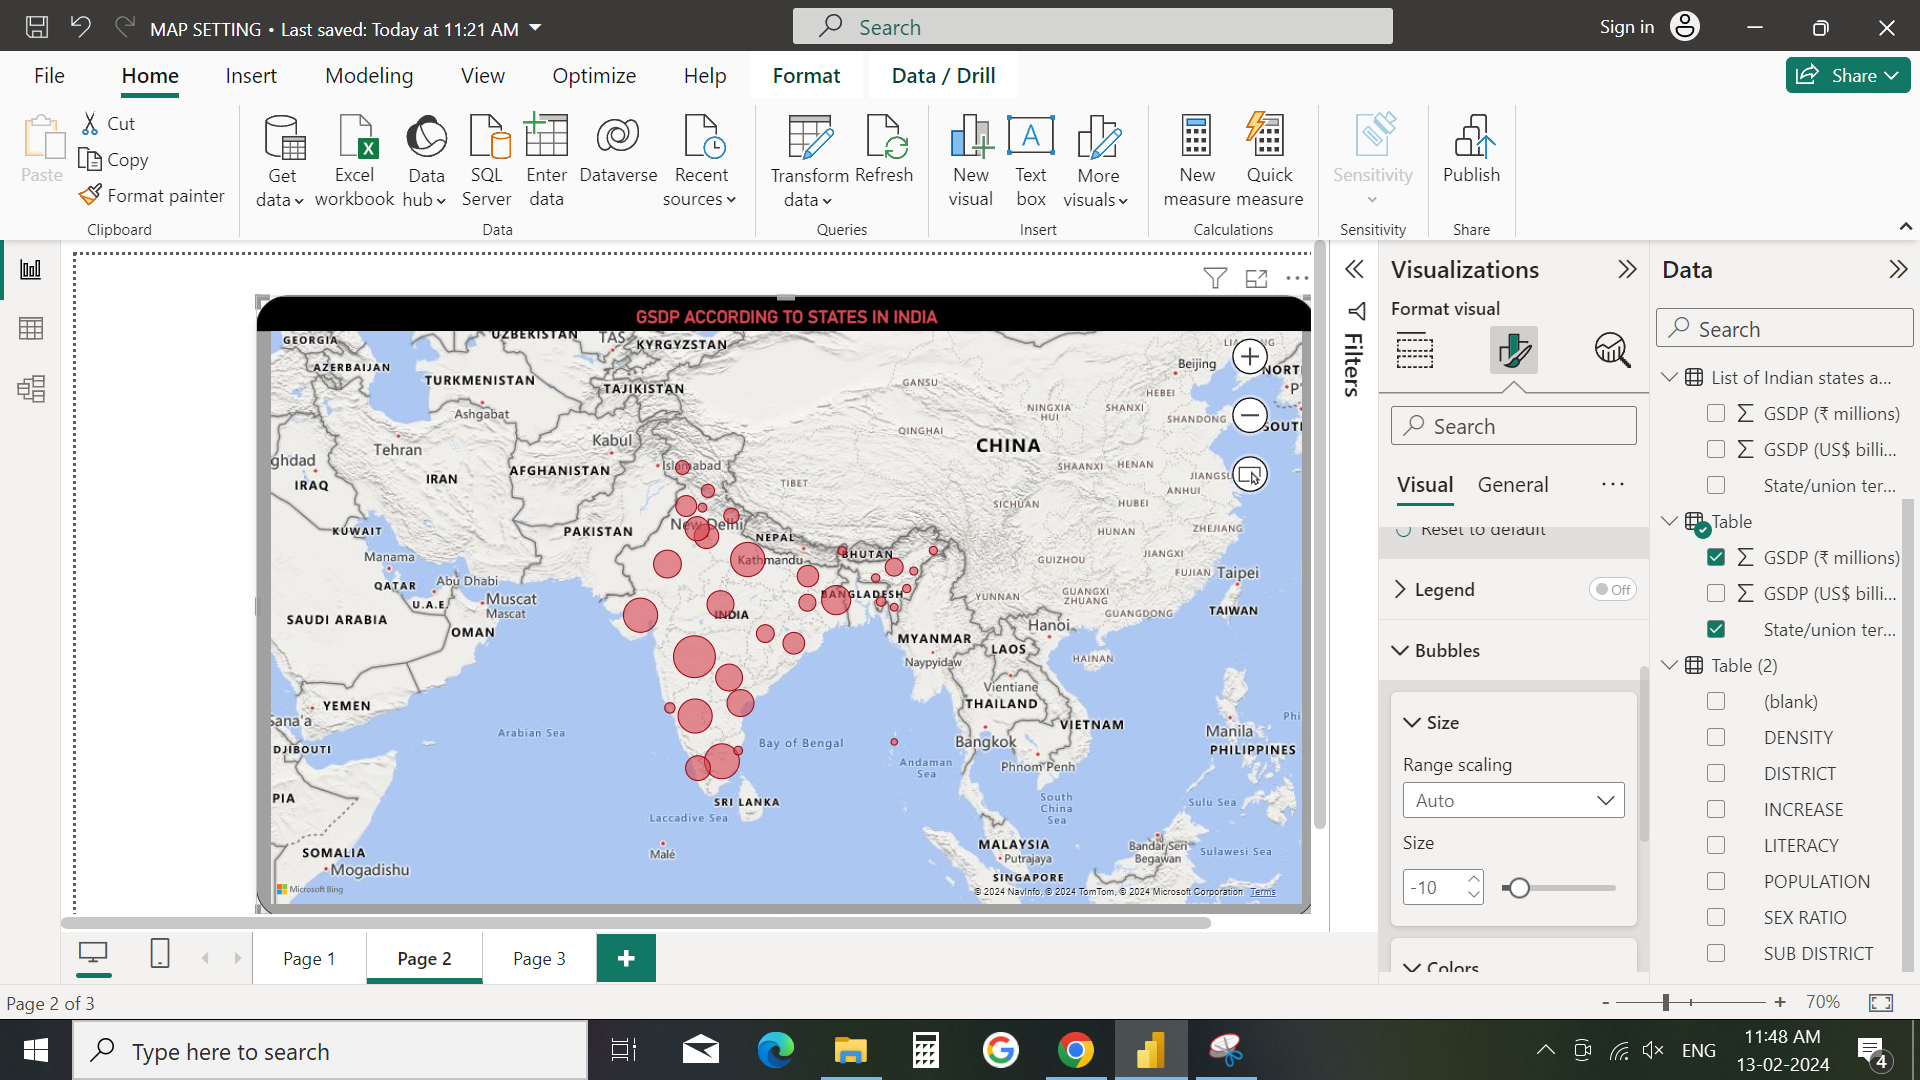 MAP SETTING • Last saved: Today at 11:21 AM
Search
Sign in
File Home Insert Modeling View Optimize Help Format Data / Drill
Share
Paste
Cut
Copy
Format painter
Clipboard
Get data
Excel workbook
Data hub
SQL Server
Enter data
Dataverse
Recent sources
Data
Transform data
Refresh
Queries
New visual
Text box
More visuals
Insert
New measure
Quick measure
Calculations
Sensitivity
Sensitivity
Publish
Share
GSDP ACCORDING TO STATES IN INDIA
GEORGIA
UZBEKISTAN
TAS
KYRGYZSTAN
AZERBAIJAN
TURKMENISTAN
TAJIKISTAN
Ashgabat
Tehran
Kabul
ghdad
IRAQ
IRAN
AFGHANISTAN
Islamabad
KUWAIT
PAKISTAN
New Delhi
NEPAL
Kathmandu
BHUTAN
Manama
QATAR
Abu Dhabi
U.A.E.
Muscat
Mascat
BANGLADESH
SAUDI ARABIA
OMAN
INDIA
MYANMAR
Naypyidaw
YEMEN
Sana'a
DJIBOUTI
Arabian Sea
Bay of Bengal
Andaman Sea
PIA
SRI LANKA
Laccadive Sea
Malé
SOMALIA
Mogadishu
Beijing
NORT
HEBEI
GANSU
NINGXIA HUI
SHANXI
SHANDONG
SOUTH
QINGHAI
CHINA
SHAANXI
HENAN
JIANGSU
TIBET
ANHUI
SICHUAN
HUBEI
HUNAN
ZHEJIANG
GUIZHOU
JIANGXI
FUJIAN
Taipei
YUNNAN
GUANGXI ZHUANG
GUANGDONG
TAIWAN
Hanoi
LAOS
HAINAN
Vientiane
THAILAND
VIETNAM
Manila
PHILIPPINES
Phi
Bangkok
Phnom Penh
South China Sea
Sulu Sea
MALAYSIA
Putrajaya
Bandar Seri Begawan
Sulawesi Sea
SINGAPORE
Microsoft Bing
© 2024 NavInfo, © 2024 TomTom, © 2024 Microsoft Corporation Terms
Filters
Visualizations
Format visual
Search
Visual General
Reset to default
Legend
Off
Bubbles
Size
Range scaling
Auto
Size
-10
Colors
Data
Search
List of Indian states a...
GSDP (₹ millions)
GSDP (US$ billi...
State/union ter...
Table
GSDP (₹ millions)
GSDP (US$ billi...
State/union ter...
Table (2)
(blank)
DENSITY
DISTRICT
INCREASE
LITERACY
POPULATION
SEX RATIO
SUB DISTRICT
Page 1
Page 2
Page 3
Page 2 of 3
- + 70%
Type here to search
ENG
11:48 AM
13-02-2024
4